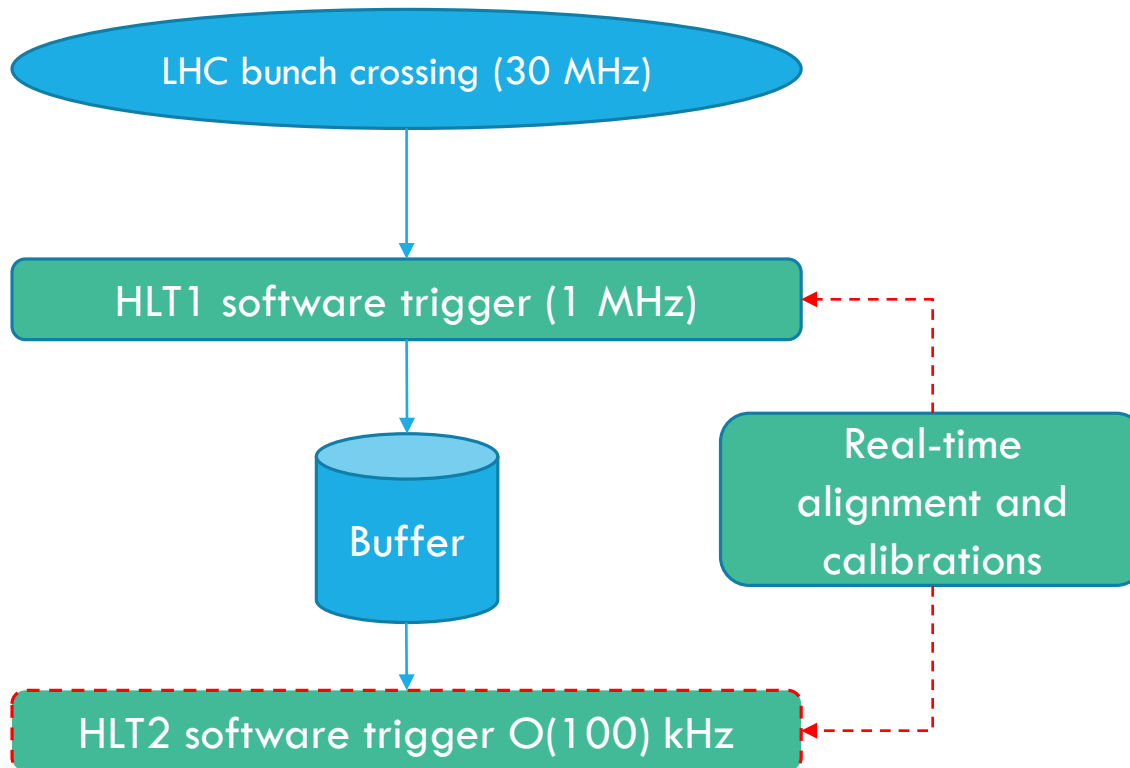 LHC bunch crossing (30 MHz)
HLT1 software trigger (1 MHz)
Real-time
alignment and
calibrations
Buffer
HLT2 software trigger O(100) kHz